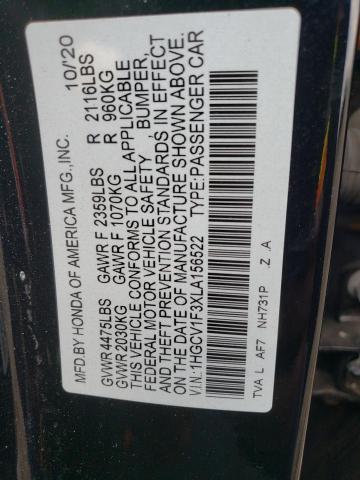 MFD.BY HONDA OF AMERICA MFG.,INC. 10/'20
GVWR 4475LBS GAWR F 2359LBS R 2116LBS
GVWR 2030KG GAWR F 1070KG R 960KG
THIS VEHICLE CONFORMS TO ALL APPLICABLE
FEDERAL MOTOR VEHICLE SAFETY BUMPER,
AND THEFT PREVENTION STANDARDS IN EFFECT
ON THE DATE OF MANUFACTURE SHOWN ABOVE.
V.I.N.:1HGCV1F3XLA156522 TYPE:PASSENGER CAR
TVA L AF7 NH731P .Z .A